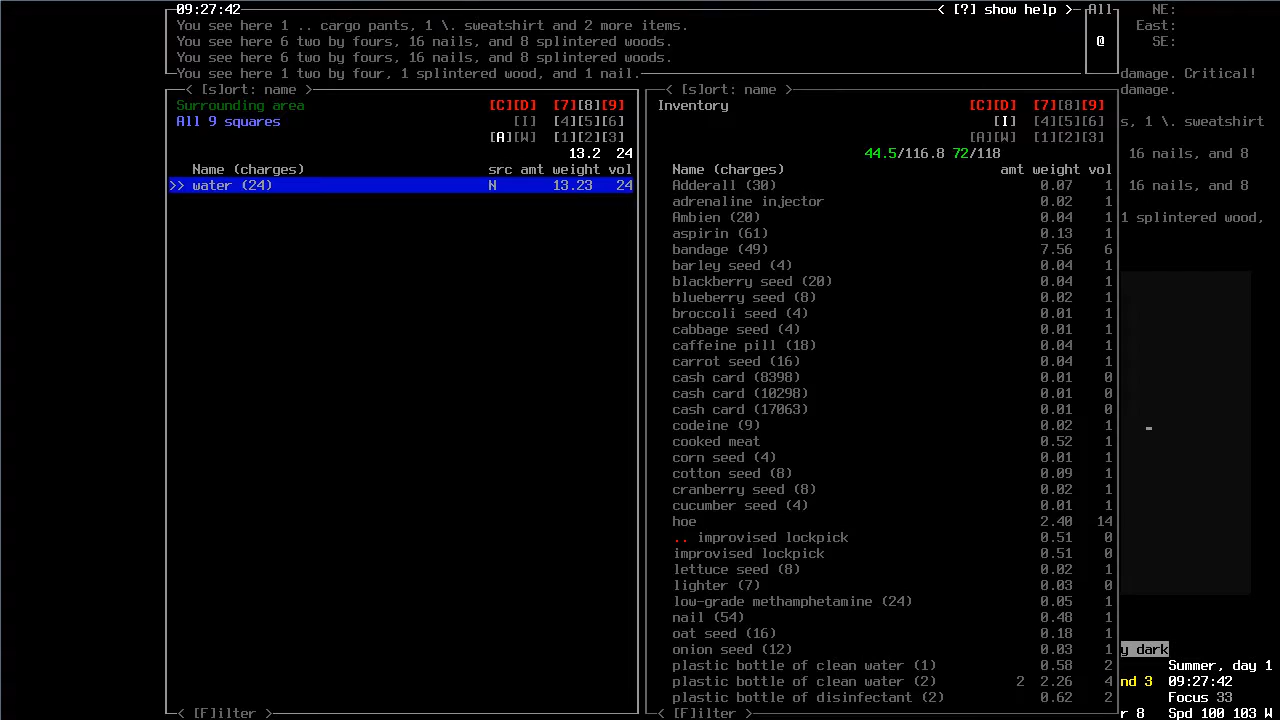 09:27:42 < [?] show help > All NE:
You see here 1 .. cargo pants, 1 \. sweatshirt and 2 more items. East:
You see here 6 two by fours, 16 nails, and 8 splintered woods. @ SE:
You see here 6 two by fours, 16 nails, and 8 splintered woods.
You see here 1 two by four, 1 splintered wood, and 1 nail. damage. Critical!
< [s]ort: name > < [s]ort: name > damage.
Surrounding area [C][D] [7][8][9] Inventory [C][D] [7][8][9]
All 9 squares [I] [4][5][6] [I] [4][5][6] s, 1 \. sweatshirt
[A][W] [1][2][3] [A][W] [1][2][3]
13.2 24 44.5/116.8 72/118 16 nails, and 8
Name (charges) src amt weight vol Name (charges) amt weight vol
>> water (24) N 13.23 24 Adderall (30) 0.07 1 16 nails, and 8
adrenaline injector 0.02 1
Ambien (20) 0.04 1 1 splintered wood,
aspirin (61) 0.13 1
bandage (49) 7.56 6
barley seed (4) 0.04 1
blackberry seed (20) 0.04 1
blueberry seed (8) 0.02 1
broccoli seed (4) 0.01 1
cabbage seed (4) 0.01 1
caffeine pill (18) 0.04 1
carrot seed (16) 0.04 1
cash card (8398) 0.01 0
cash card (10298) 0.01 0
cash card (17063) 0.01 0
codeine (9) 0.02 1
cooked meat 0.52 1
corn seed (4) 0.01 1
cotton seed (8) 0.09 1
cranberry seed (8) 0.02 1
cucumber seed (4) 0.01 1
hoe 2.40 14
.. improvised lockpick 0.51 0
improvised lockpick 0.51 0
lettuce seed (8) 0.02 1
lighter (7) 0.03 0
low-grade methamphetamine (24) 0.05 1
nail (54) 0.48 1
oat seed (16) 0.18 1
onion seed (12) 0.03 1 y dark
plastic bottle of clean water (1) 0.58 2 Summer, day 1
plastic bottle of clean water (2) 2 2.26 4 nd 3 09:27:42
plastic bottle of disinfectant (2) 0.62 2 Focus 33
< [F]ilter > < [F]ilter > r 8 Spd 100 103 W